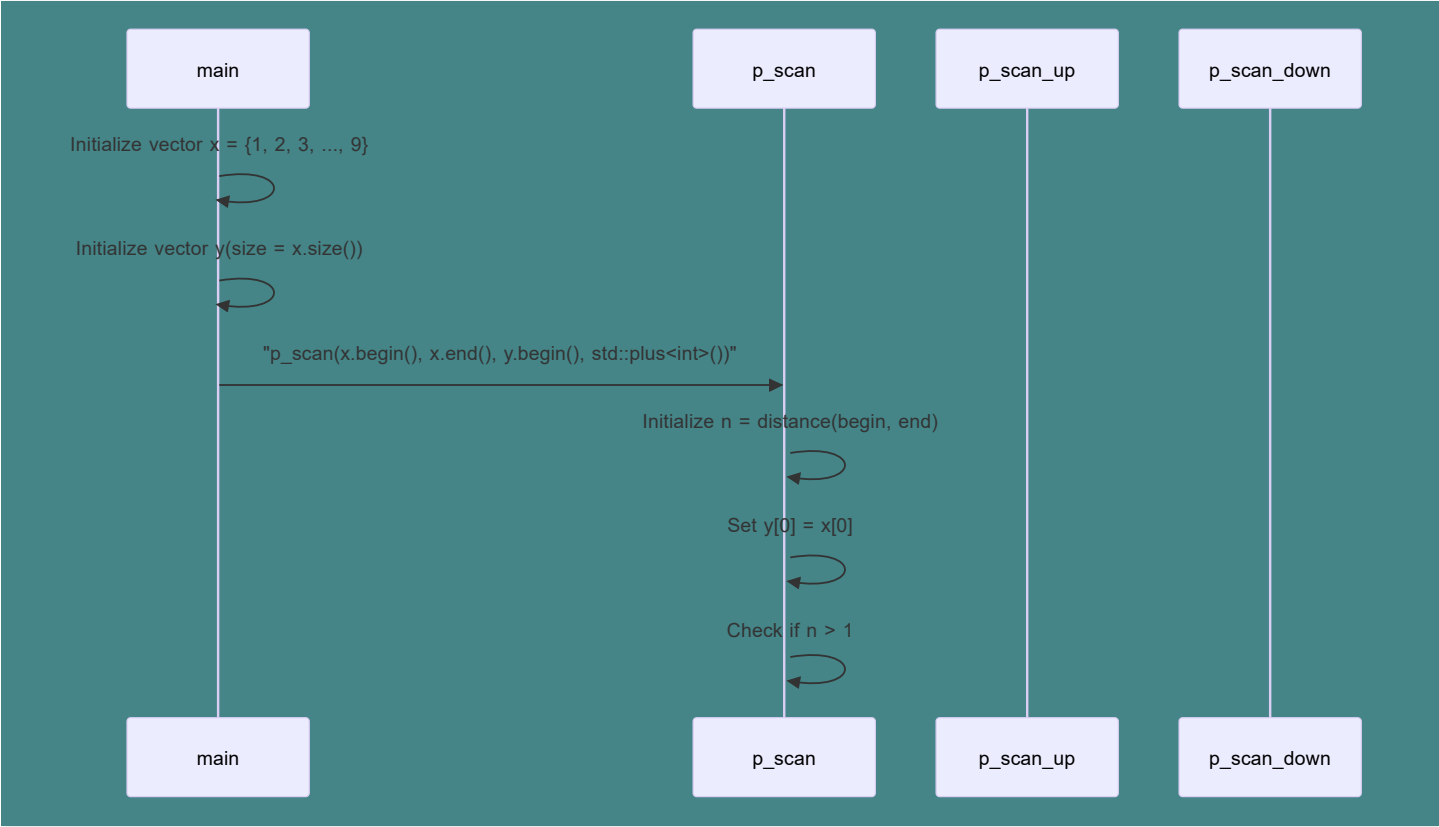 main
p_scan
p_scan_up
p_scan_down
Initialize vector x = {1, 2, 3, ..., 9}
Initialize vector y(size = x.size())
"p_scan(x.begin(), x.end(), y.begin(), std::plus<int>())"
Initialize n = distance(begin, end)
Set y[0] = x[0]
Check if n > 1
main
p_scan
p_scan_up
p_scan_down